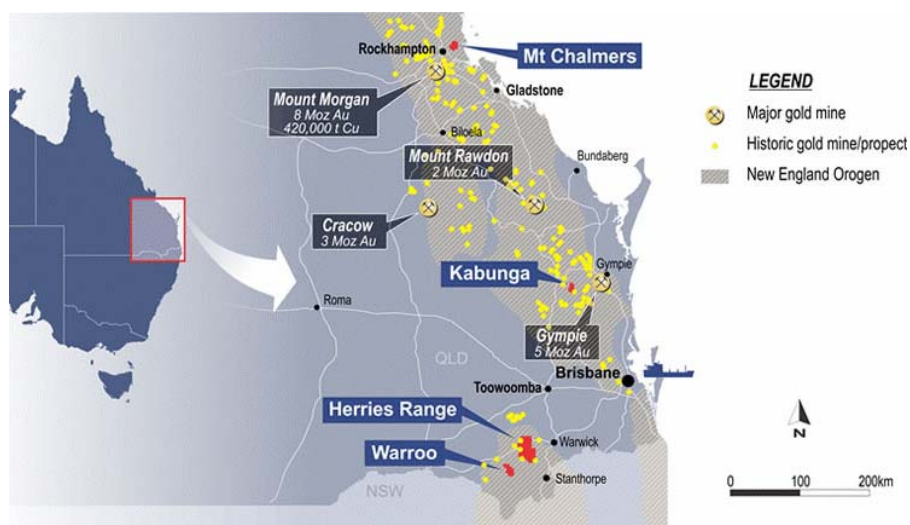 Rockhampton
Mt Chalmers
Mount Morgan
8 Moz Au
420,000 t Cu
Gladstone
Biloela
Mount Rawdon
2 Moz Au
Bundaberg
Cracow
3 Moz Au
Kabunga
Gympie
Roma
Gympie
5 Moz Au
QLD
Brisbane
Toowoomba
Herries Range
Warwick
Warroo
Stanthorpe
NSW
LEGEND
Major gold mine
Historic gold mine/propect
New England Orogen
N
0 100 200km